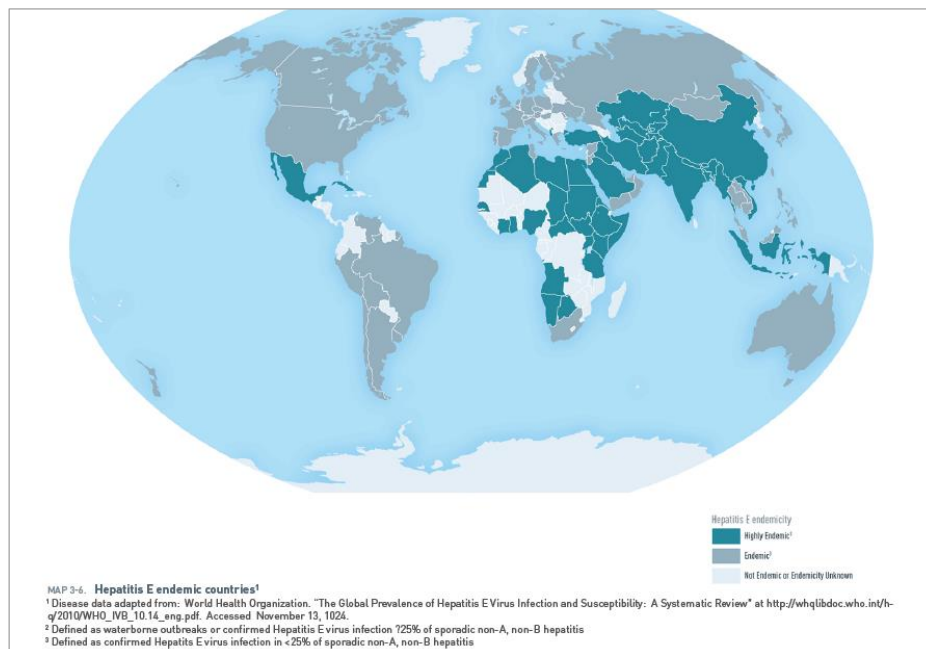 Hepatitis E endemicity
Highly Endemic²
Endemic³
Not Endemic or Endemicity Unknown
MAP 3-6. Hepatitis E endemic countries¹
¹ Disease data adapted from: World Health Organization. "The Global Prevalence of Hepatitis E Virus Infection and Susceptibility: A Systematic Review" at http://whqlibdoc.who.int/h-
q/2010/WHO_IVB_10.14_eng.pdf. Accessed November 13, 1024.
² Defined as waterborne outbreaks or confirmed Hepatitis E virus infection ?25% of sporadic non-A, non-B hepatitis
³ Defined as confirmed Hepatitis E virus infection in <25% of sporadic non-A, non-B hepatitis